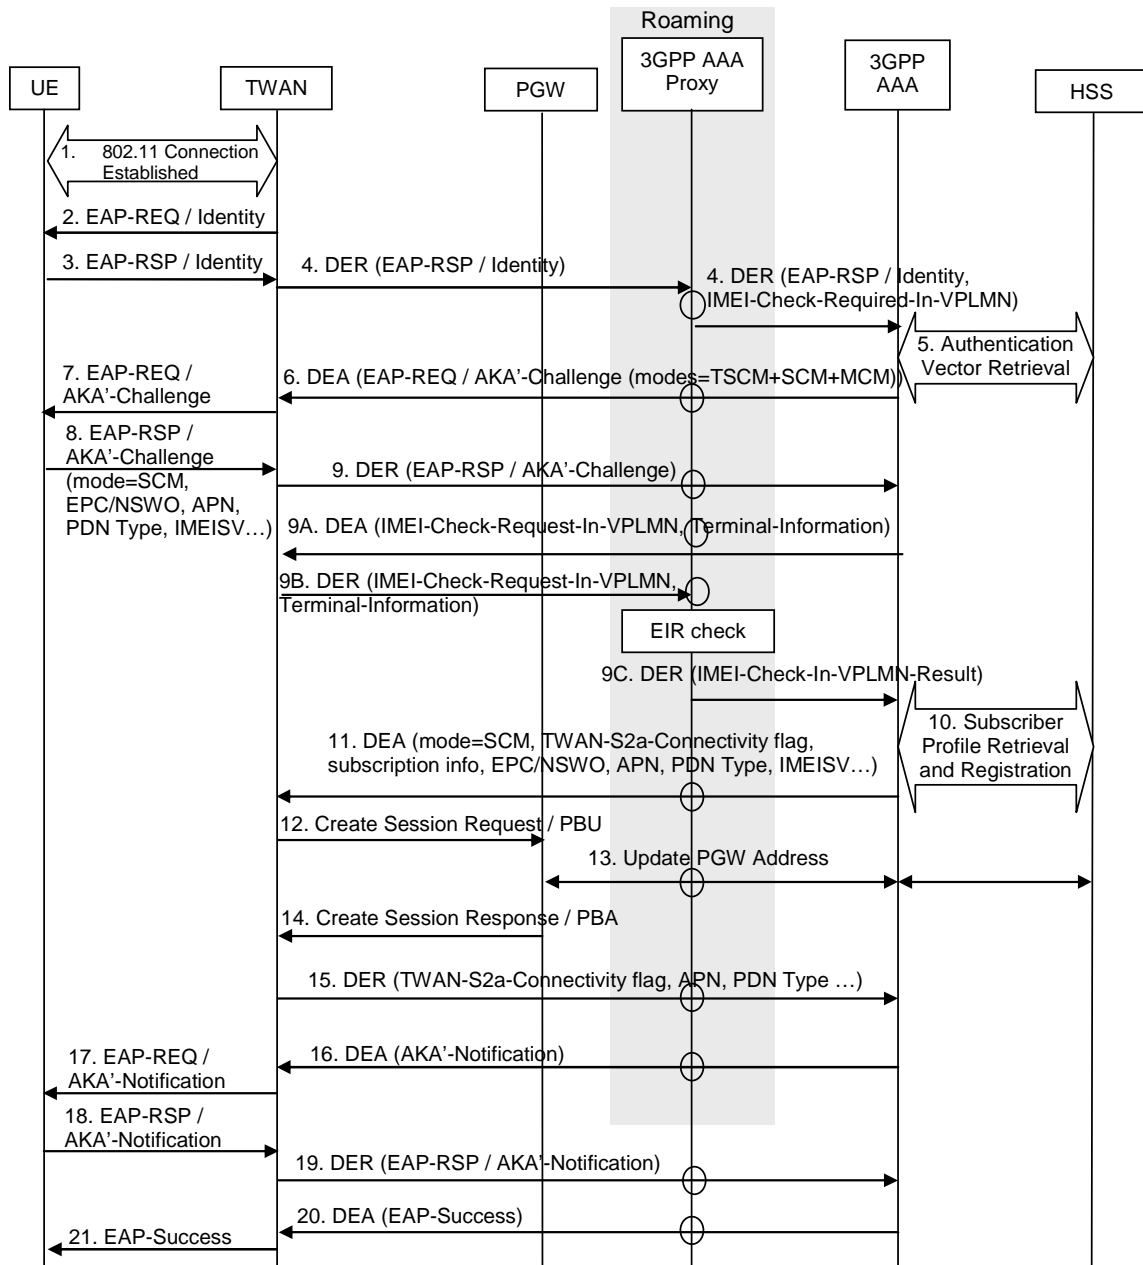 Roaming
UE
TWAN
PGW
3GPP AAA
Proxy
3GPP
AAA
HSS
1. 802.11 Connection
Established
2. EAP-REQ / Identity
3. EAP-RSP / Identity
4. DER (EAP-RSP / Identity)
4. DER (EAP-RSP / Identity,
IMEI-Check-Required-In-VPLMN)
5. Authentication
Vector Retrieval
6. DEA (EAP-REQ / AKA’-Challenge (modes=TSCM+SCM+MCM))
7. EAP-REQ /
AKA’-Challenge
8. EAP-RSP /
AKA’-Challenge
(mode=SCM,
EPC/NSWO, APN,
PDN Type, IMEISV…)
9. DER (EAP-RSP / AKA’-Challenge)
9A. DEA (IMEI-Check-Request-In-VPLMN, Terminal-Information)
9B. DER (IMEI-Check-Request-In-VPLMN,
Terminal-Information)
EIR check
9C. DER (IMEI-Check-In-VPLMN-Result)
10. Subscriber
Profile Retrieval
and Registration
11. DEA (mode=SCM, TWAN-S2a-Connectivity flag,
subscription info, EPC/NSWO, APN, PDN Type, IMEISV…)
12. Create Session Request / PBU
13. Update PGW Address
14. Create Session Response / PBA
15. DER (TWAN-S2a-Connectivity flag, APN, PDN Type …)
16. DEA (AKA’-Notification)
17. EAP-REQ /
AKA’-Notification
18. EAP-RSP /
AKA’-Notification
19. DER (EAP-RSP / AKA’-Notification)
20. DEA (EAP-Success)
21. EAP-Success